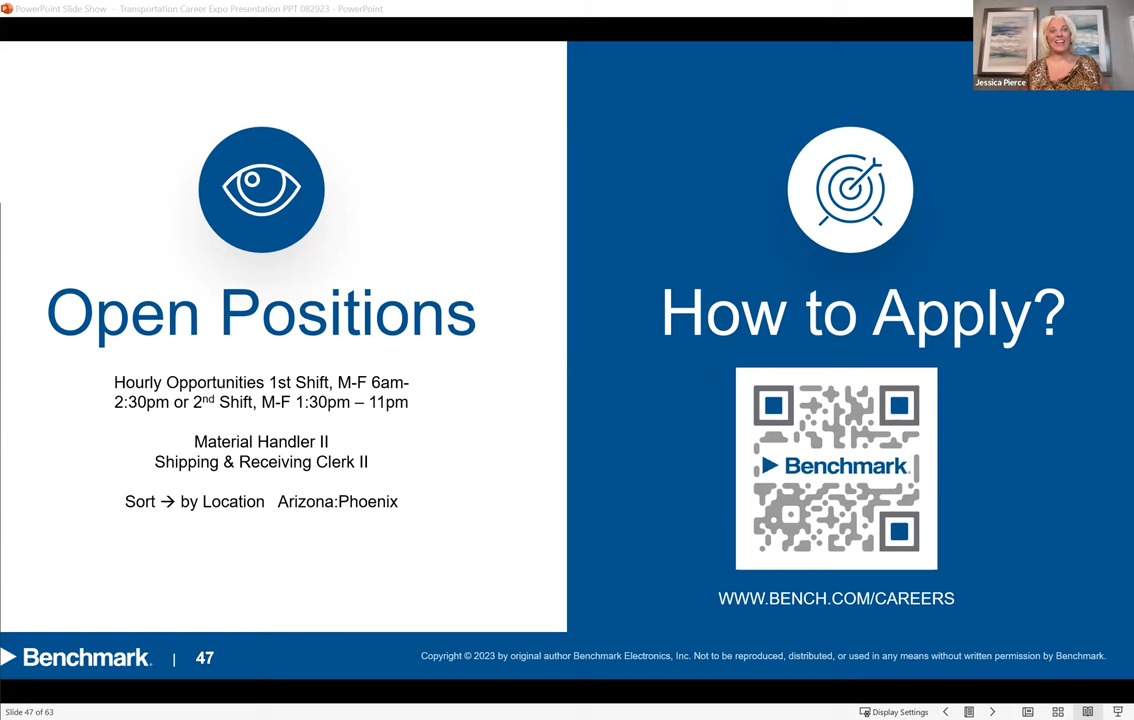 PowerPoint Slide Show - Transportation Career Expo Presentation PPT 082923 - PowerPoint
Jessica Pierce
Open Positions
Hourly Opportunities 1st Shift, M-F 6am-
2:30pm or 2nd Shift, M-F 1:30pm – 11pm
Material Handler II
Shipping & Receiving Clerk II
Sort → by Location Arizona:Phoenix
How to Apply?
Benchmark
WWW.BENCH.COM/CAREERS
Benchmark. | 47
Copyright © 2023 by original author Benchmark Electronics, Inc. Not to be reproduced, distributed, or used in any means without written permission by Benchmark.
Slide 47 of 63
Display Settings